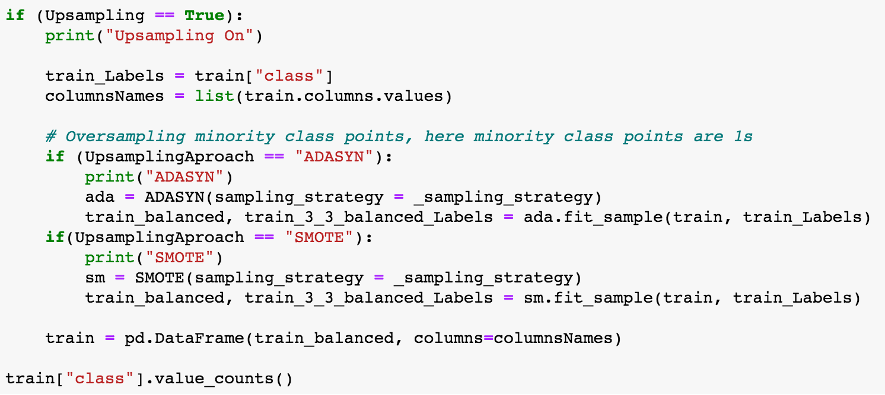 if (Upsampling == True):
    print("Upsampling On")
    train_Labels = train["class"]
    columnsNames = list(train.columns.values)
    # Oversampling minority class points, here minority class points are 1s
    if (UpsamplingAproach == "ADASYN"):
        print("ADASYN")
        ada = ADASYN(sampling_strategy = _sampling_strategy)
        train_balanced, train_3_3_balanced_Labels = ada.fit_sample(train, train_Labels)
    if(UpsamplingAproach == "SMOTE"):
        print("SMOTE")
        sm = SMOTE(sampling_strategy = _sampling_strategy)
        train_balanced, train_3_3_balanced_Labels = sm.fit_sample(train, train_Labels)
    train = pd.DataFrame(train_balanced, columns=columnsNames)
train["class"].value_counts()